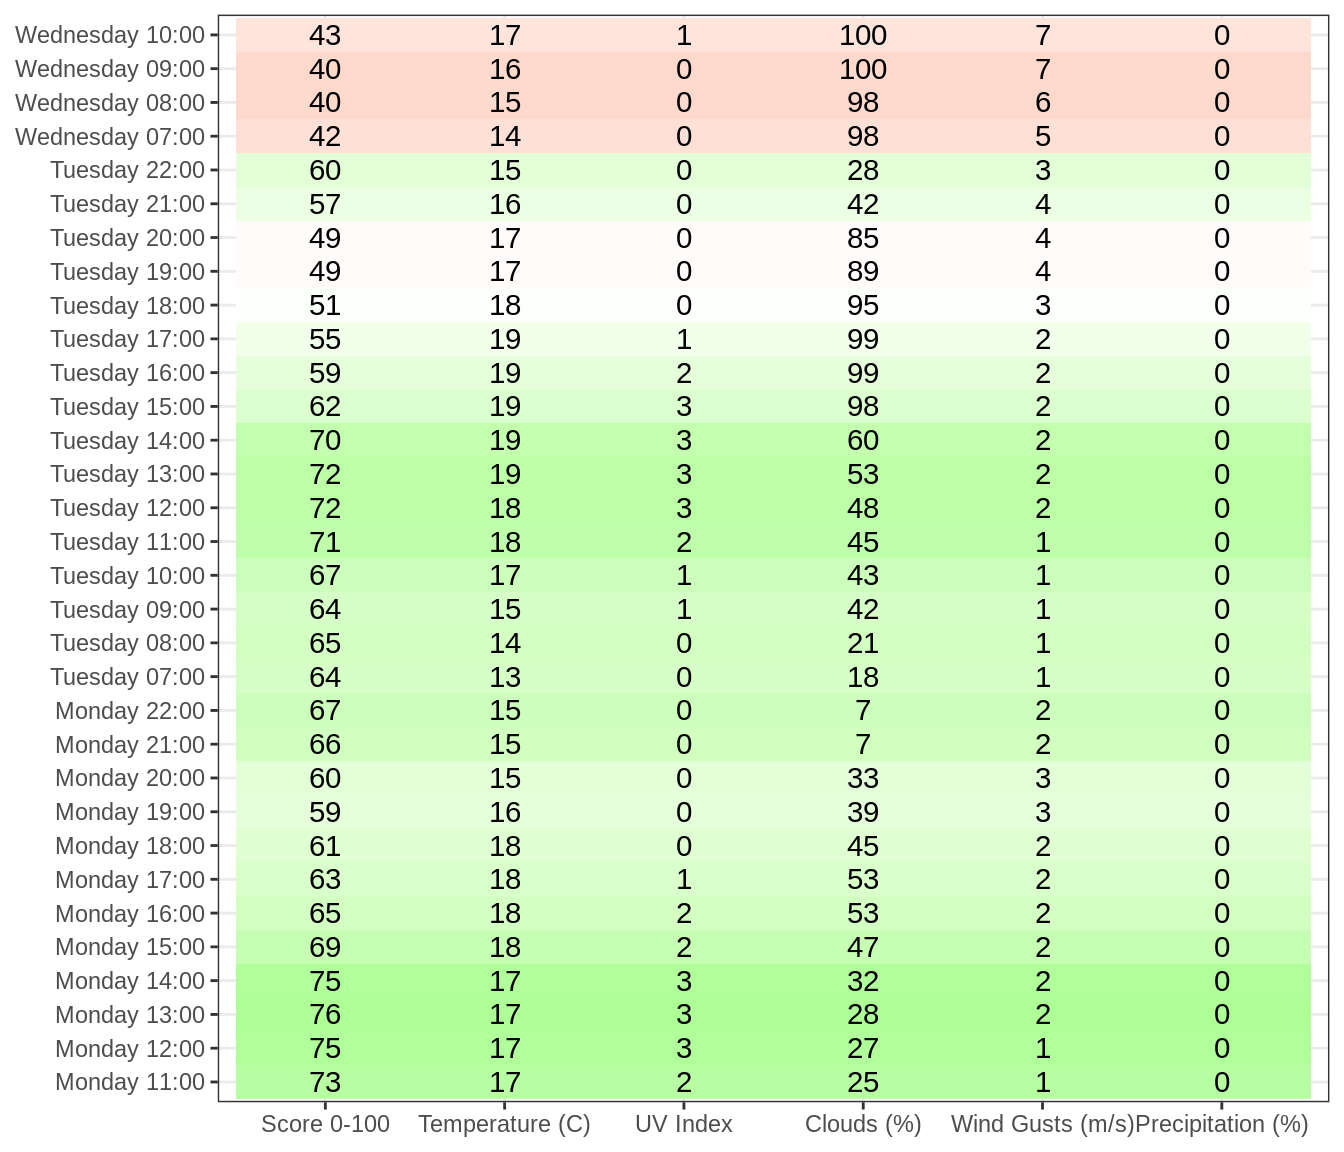 Wednesday 10:00 43 17 1 100 7 0
Wednesday 09:00 40 16 0 100 7 0
Wednesday 08:00 40 15 0 98 6 0
Wednesday 07:00 42 14 0 98 5 0
Tuesday 22:00 60 15 0 28 3 0
Tuesday 21:00 57 16 0 42 4 0
Tuesday 20:00 49 17 0 85 4 0
Tuesday 19:00 49 17 0 89 4 0
Tuesday 18:00 51 18 0 95 3 0
Tuesday 17:00 55 19 1 99 2 0
Tuesday 16:00 59 19 2 99 2 0
Tuesday 15:00 62 19 3 98 2 0
Tuesday 14:00 70 19 3 60 2 0
Tuesday 13:00 72 19 3 53 2 0
Tuesday 12:00 72 18 3 48 2 0
Tuesday 11:00 71 18 2 45 1 0
Tuesday 10:00 67 17 1 43 1 0
Tuesday 09:00 64 15 1 42 1 0
Tuesday 08:00 65 14 0 21 1 0
Tuesday 07:00 64 13 0 18 1 0
Monday 22:00 67 15 0 7 2 0
Monday 21:00 66 15 0 7 2 0
Monday 20:00 60 15 0 33 3 0
Monday 19:00 59 16 0 39 3 0
Monday 18:00 61 18 0 45 2 0
Monday 17:00 63 18 1 53 2 0
Monday 16:00 65 18 2 53 2 0
Monday 15:00 69 18 2 47 2 0
Monday 14:00 75 17 3 32 2 0
Monday 13:00 76 17 3 28 2 0
Monday 12:00 75 17 3 27 1 0
Monday 11:00 73 17 2 25 1 0
Score 0-100 Temperature (C) UV Index Clouds (%) Wind Gusts (m/s) Precipitation (%)